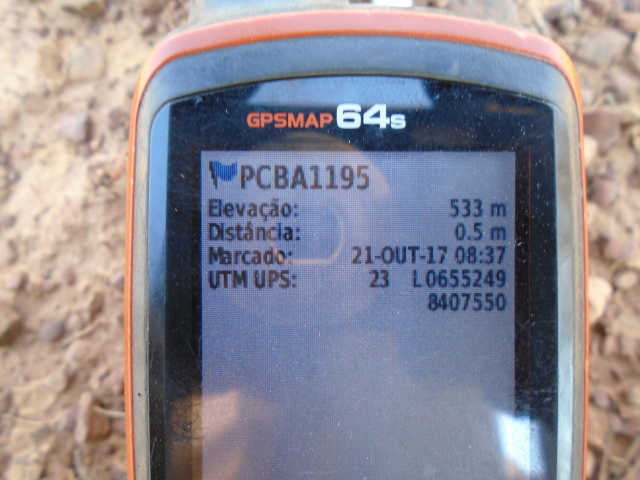 GPSMAP 64s
PCBA1195
Elevação: 533 m
Distância: 0.5 m
Marcado: 21-OUT-17 08:37
UTM UPS: 23 L 0655249
8407550